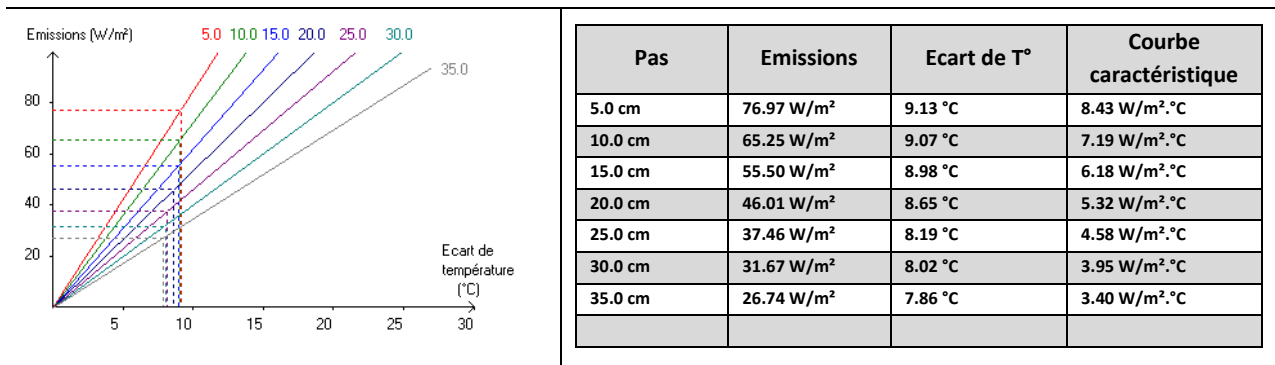 Emissions (W/m²)
5.0 10.0 15.0 20.0 25.0 30.0
35.0
80
60
40
20
Ecart de
température
(°C)
5 10 15 20 25 30
Pas Emissions Ecart de T° Courbe
caractéristique
5.0 cm 76.97 W/m² 9.13 °C 8.43 W/m².°C
10.0 cm 65.25 W/m² 9.07 °C 7.19 W/m².°C
15.0 cm 55.50 W/m² 8.98 °C 6.18 W/m².°C
20.0 cm 46.01 W/m² 8.65 °C 5.32 W/m².°C
25.0 cm 37.46 W/m² 8.19 °C 4.58 W/m².°C
30.0 cm 31.67 W/m² 8.02 °C 3.95 W/m².°C
35.0 cm 26.74 W/m² 7.86 °C 3.40 W/m².°C